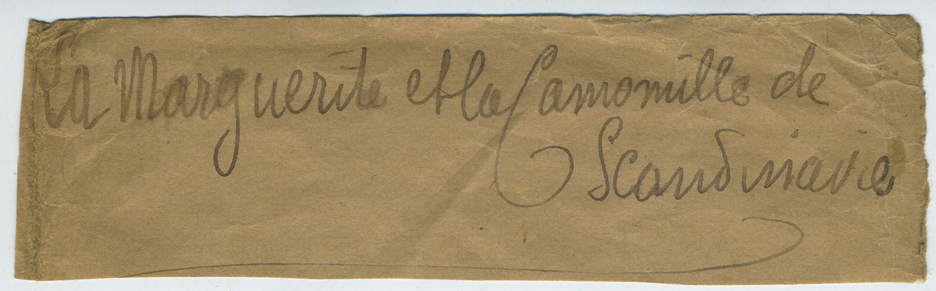 La Marguerite et la Camomille de
Scandinavie